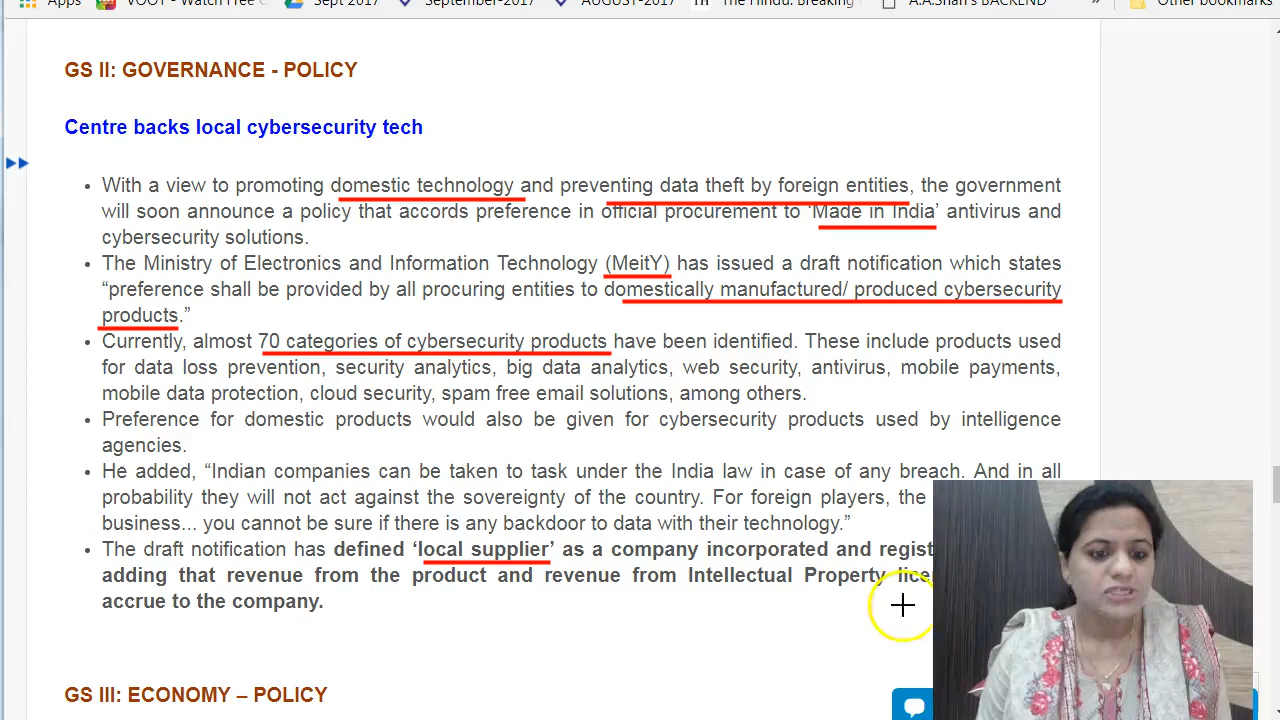 Apps VOOT - Watch Free Sept 2017 September-2017 AUGUST-2017 TH The Hindu: Breaking A.A.Shah's BACKEND » Other bookmarks
GS II: GOVERNANCE - POLICY
Centre backs local cybersecurity tech
• With a view to promoting domestic technology and preventing data theft by foreign entities, the government
will soon announce a policy that accords preference in official procurement to ‘Made in India’ antivirus and
cybersecurity solutions.
• The Ministry of Electronics and Information Technology (MeitY) has issued a draft notification which states
“preference shall be provided by all procuring entities to domestically manufactured/ produced cybersecurity
products.”
• Currently, almost 70 categories of cybersecurity products have been identified. These include products used
for data loss prevention, security analytics, big data analytics, web security, antivirus, mobile payments,
mobile data protection, cloud security, spam free email solutions, among others.
• Preference for domestic products would also be given for cybersecurity products used by intelligence
agencies.
• He added, “Indian companies can be taken to task under the India law in case of any breach. And in all
probability they will not act against the sovereignty of the country. For foreign players, the
business... you cannot be sure if there is any backdoor to data with their technology.”
• The draft notification has defined ‘local supplier’ as a company incorporated and regist
adding that revenue from the product and revenue from Intellectual Property lice
accrue to the company.
GS III: ECONOMY – POLICY